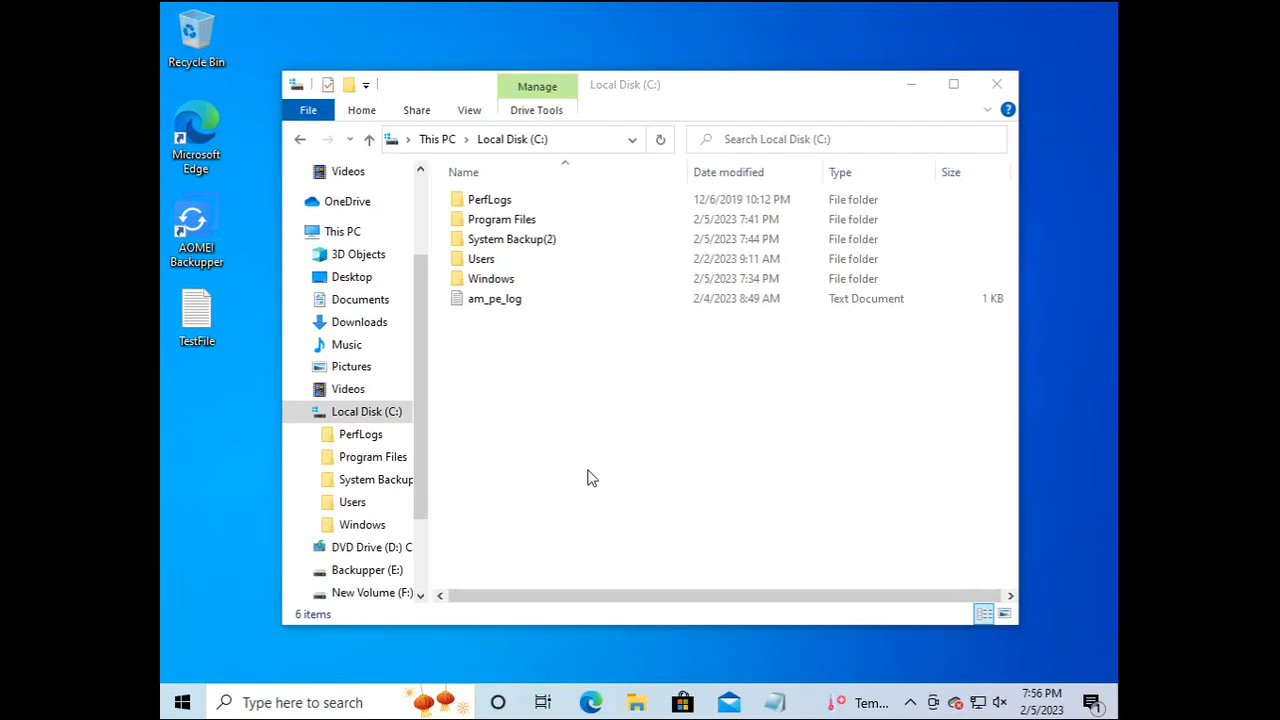 Recycle Bin
Microsoft
Edge
AOMEI
Backupper
TestFile
Manage
Local Disk (C:)
File
Home
Share
View
Drive Tools
This PC
Local Disk (C:)
Search Local Disk (C:)
Videos
OneDrive
This PC
3D Objects
Desktop
Documents
Downloads
Music
Pictures
Videos
Local Disk (C:)
PerfLogs
Program Files
System Backup
Users
Windows
DVD Drive (D:) C
Backupper (E:)
New Volume (F:)
Name Date modified Type Size
PerfLogs 12/6/2019 10:12 PM File folder
Program Files 2/5/2023 7:41 PM File folder
System Backup(2) 2/5/2023 7:44 PM File folder
Users 2/2/2023 9:11 AM File folder
Windows 2/5/2023 7:34 PM File folder
am_pe_log 2/4/2023 8:49 AM Text Document 1 KB
6 items
Type here to search
Tem...
7:56 PM
2/5/2023
1